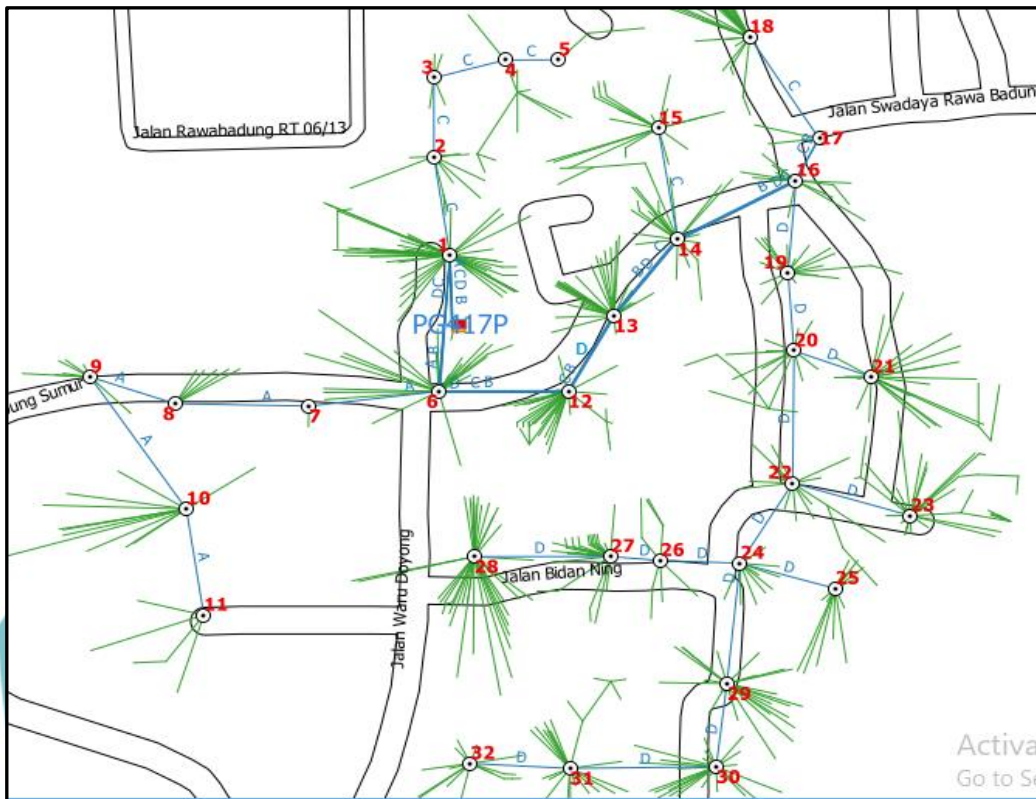 18
5
C
C
4
3
C
Jalan Swadaya Rawa Badung
Jalan Rawabadung RT 06/13
15
17
C
2
C
16
B
D
1
14
D
19
C
D
B
B D
D
PG417P
13
D
20
A B
D
21
9
A
D C B
12
ung Sumur
8
A
7
A
6
D
A
22
D
10
23
D
28
D
27
D
26
D
24
D
25
A
Jalan Bidan Ning
Jalan Waru Doyong
D
11
29
D
32
D
31
D
30
Activa
Go to Se